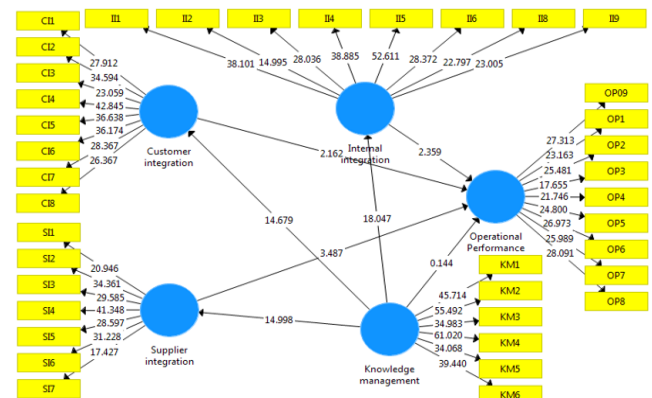 CI1
CI2
CI3
CI4
CI5
CI6
CI7
CI8
27.912
34.594
23.059
42.845
36.638
36.174
28.367
26.367
Customer
integration
II1
II2
II3
II4
II5
II6
II8
II9
38.101
14.995
28.036
38.885
52.611
28.372
22.797
23.005
Internal
integration
OP09
OP1
OP2
OP3
OP4
OP5
OP6
OP7
OP8
27.313
23.163
25.481
17.655
21.746
24.800
26.973
25.989
28.091
Operational
Performance
2.162
2.359
14.679
18.047
3.487
0.144
14.998
SI1
SI2
SI3
SI4
SI5
SI6
SI7
20.946
34.361
29.585
41.348
28.597
31.228
17.427
Supplier
integration
KM1
KM2
KM3
KM4
KM5
KM6
45.714
55.492
34.983
61.020
34.068
39.440
Knowledge
management